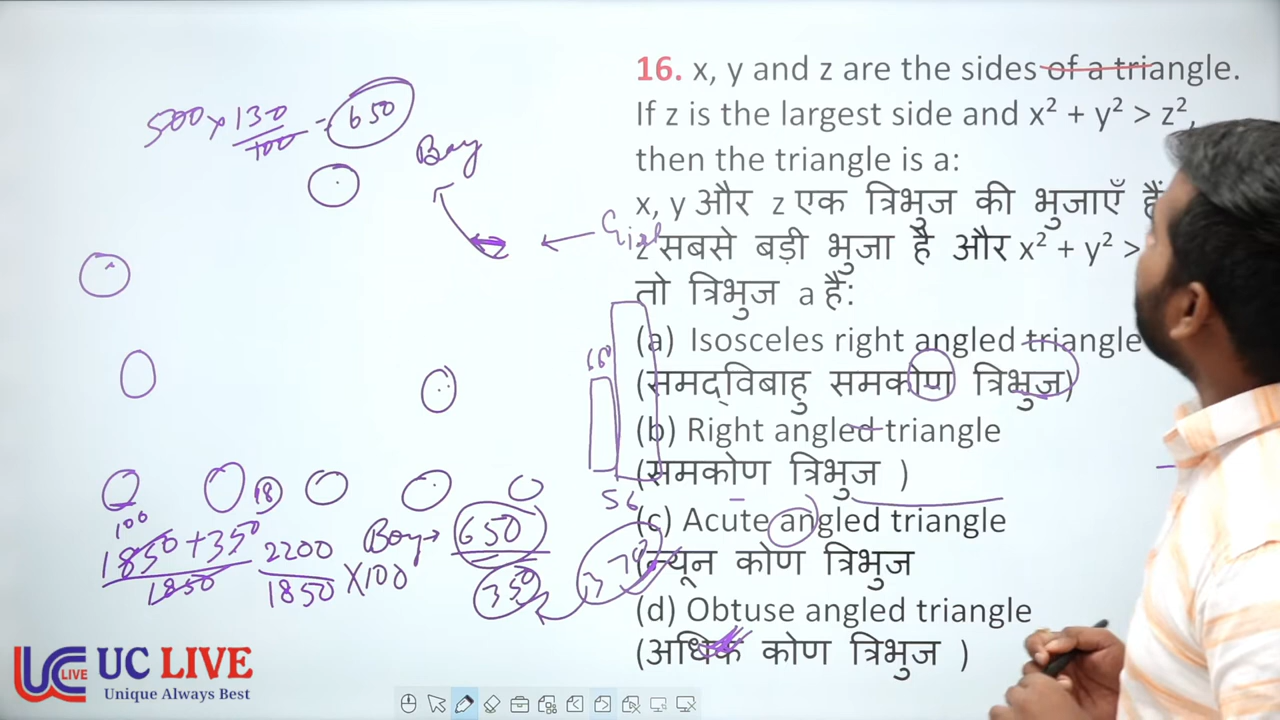 16. x, y and z are the sides of a triangle.
If z is the largest side and x² + y² > z²,
then the triangle is a:
x, y और z एक त्रिभुज की भुजाएँ हैं
z सबसे बड़ी भुजा है और x² + y² >
तो त्रिभुज a है:
(a) Isosceles right angled triangle
(समद्विबाहु समकोण त्रिभुज)
(b) Right angled triangle
(समकोण त्रिभुज )
(c) Acute angled triangle
(न्यून कोण त्रिभुज
(d) Obtuse angled triangle
(अधिक कोण त्रिभुज )
500 × 130/100 = 650
Boy
18
100
1850 + 350
1850
2200
1850 ×100
Boy→ 650
350
UC LIVE
LIVE
Unique Always Best